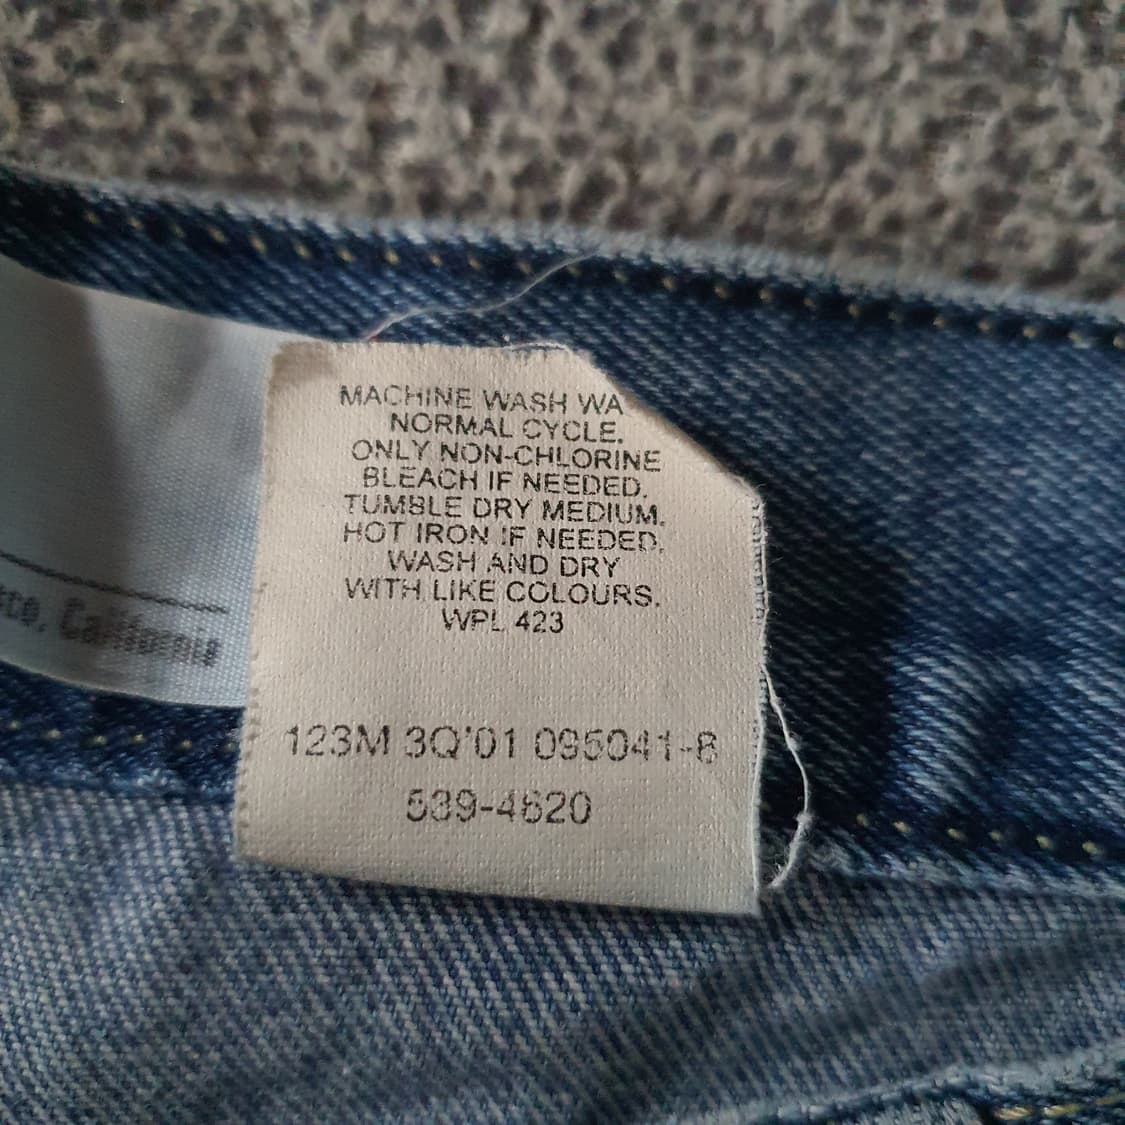 MACHINE WASH WA
NORMAL CYCLE.
ONLY NON-CHLORINE
BLEACH IF NEEDED.
TUMBLE DRY MEDIUM.
HOT IRON IF NEEDED.
WASH AND DRY
WITH LIKE COLOURS.
WPL 423
123M 3Q'01 095041-8
539-4620
California